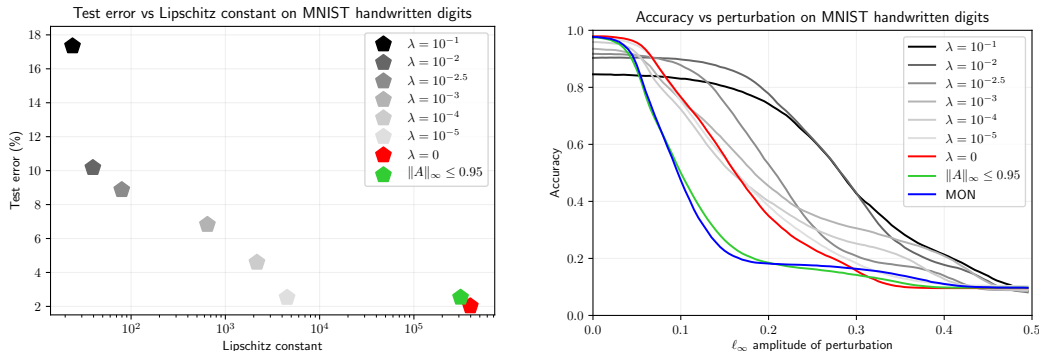 Test error vs Lipschitz constant on MNIST handwritten digits
18
16
14
12
10
8
6
4
2
Test error (%)
10²
10³
10⁴
10⁵
Lipschitz constant
λ = 10⁻¹
λ = 10⁻²
λ = 10⁻²·⁵
λ = 10⁻³
λ = 10⁻⁴
λ = 10⁻⁵
λ = 0
‖A‖∞ ≤ 0.95
Accuracy vs perturbation on MNIST handwritten digits
1.0
0.8
0.6
0.4
0.2
0.0
Accuracy
0.0
0.1
0.2
0.3
0.4
0.5
ℓ∞ amplitude of perturbation
λ = 10⁻¹
λ = 10⁻²
λ = 10⁻²·⁵
λ = 10⁻³
λ = 10⁻⁴
λ = 10⁻⁵
λ = 0
‖A‖∞ ≤ 0.95
MON